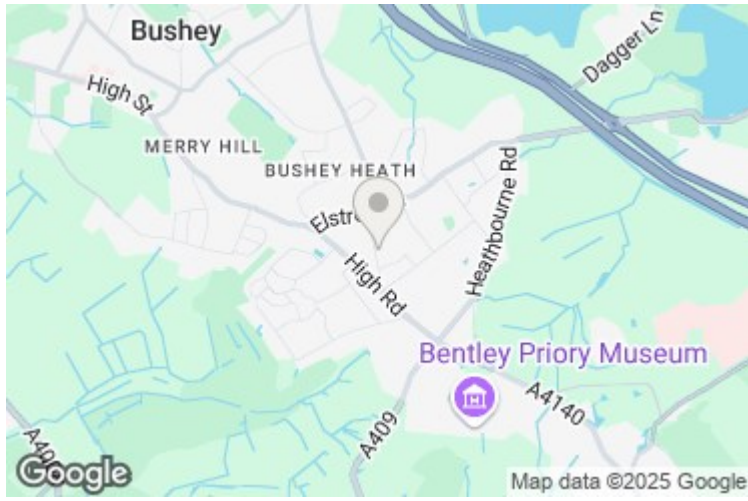 Bushey
Dagger Ln
High St
MERRY HILL
BUSHEY HEATH
Elstre
Heathbourne Rd
High Rd
Bentley Priory Museum
A4140
A409
Google
Map data ©2025 Google